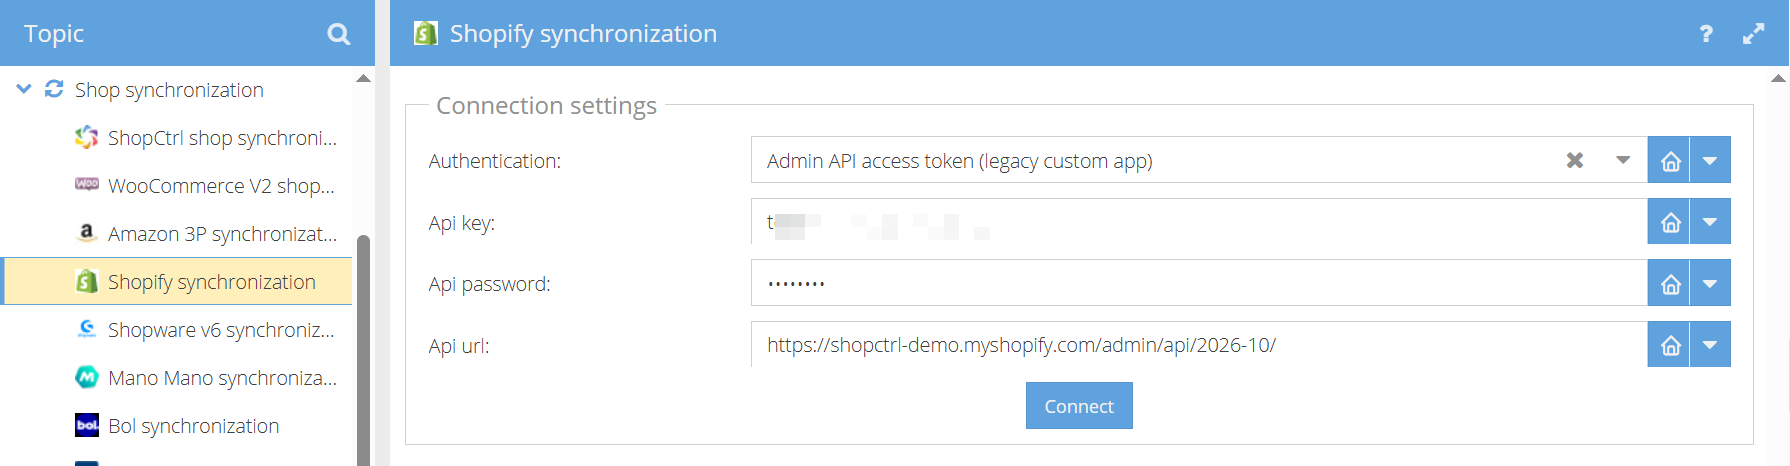 Topic
Shopify synchronization
?
Shop synchronization
ShopCtrl shop synchroni...
WooCommerce V2 shop...
Amazon 3P synchronizat...
Shopify synchronization
Shopware v6 synchroniz...
Mano Mano synchroniza...
bol. Bol synchronization
Connection settings
Authentication: Admin API access token (legacy custom app)
Api key: t
Api password: ••••••••
Api url: https://shopctrl-demo.myshopify.com/admin/api/2026-10/
Connect